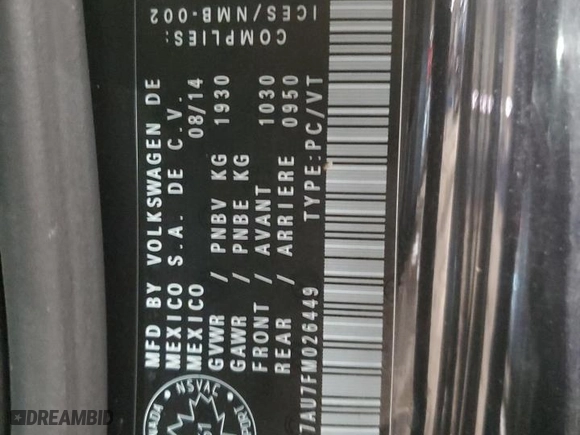 MFD BY VOLKSWAGEN DE
MEXICO S.A. DE C.V.
MEXICO 08/14
GVWR / PNBV KG 1930
GAWR / PNBE KG
FRONT / AVANT 1030
REAR / ARRIERE 0950
TYPE:PC/VT
7AU7FM026449
COMPLIES:
ICES/NMB-002
NSVAC
DREAMBID